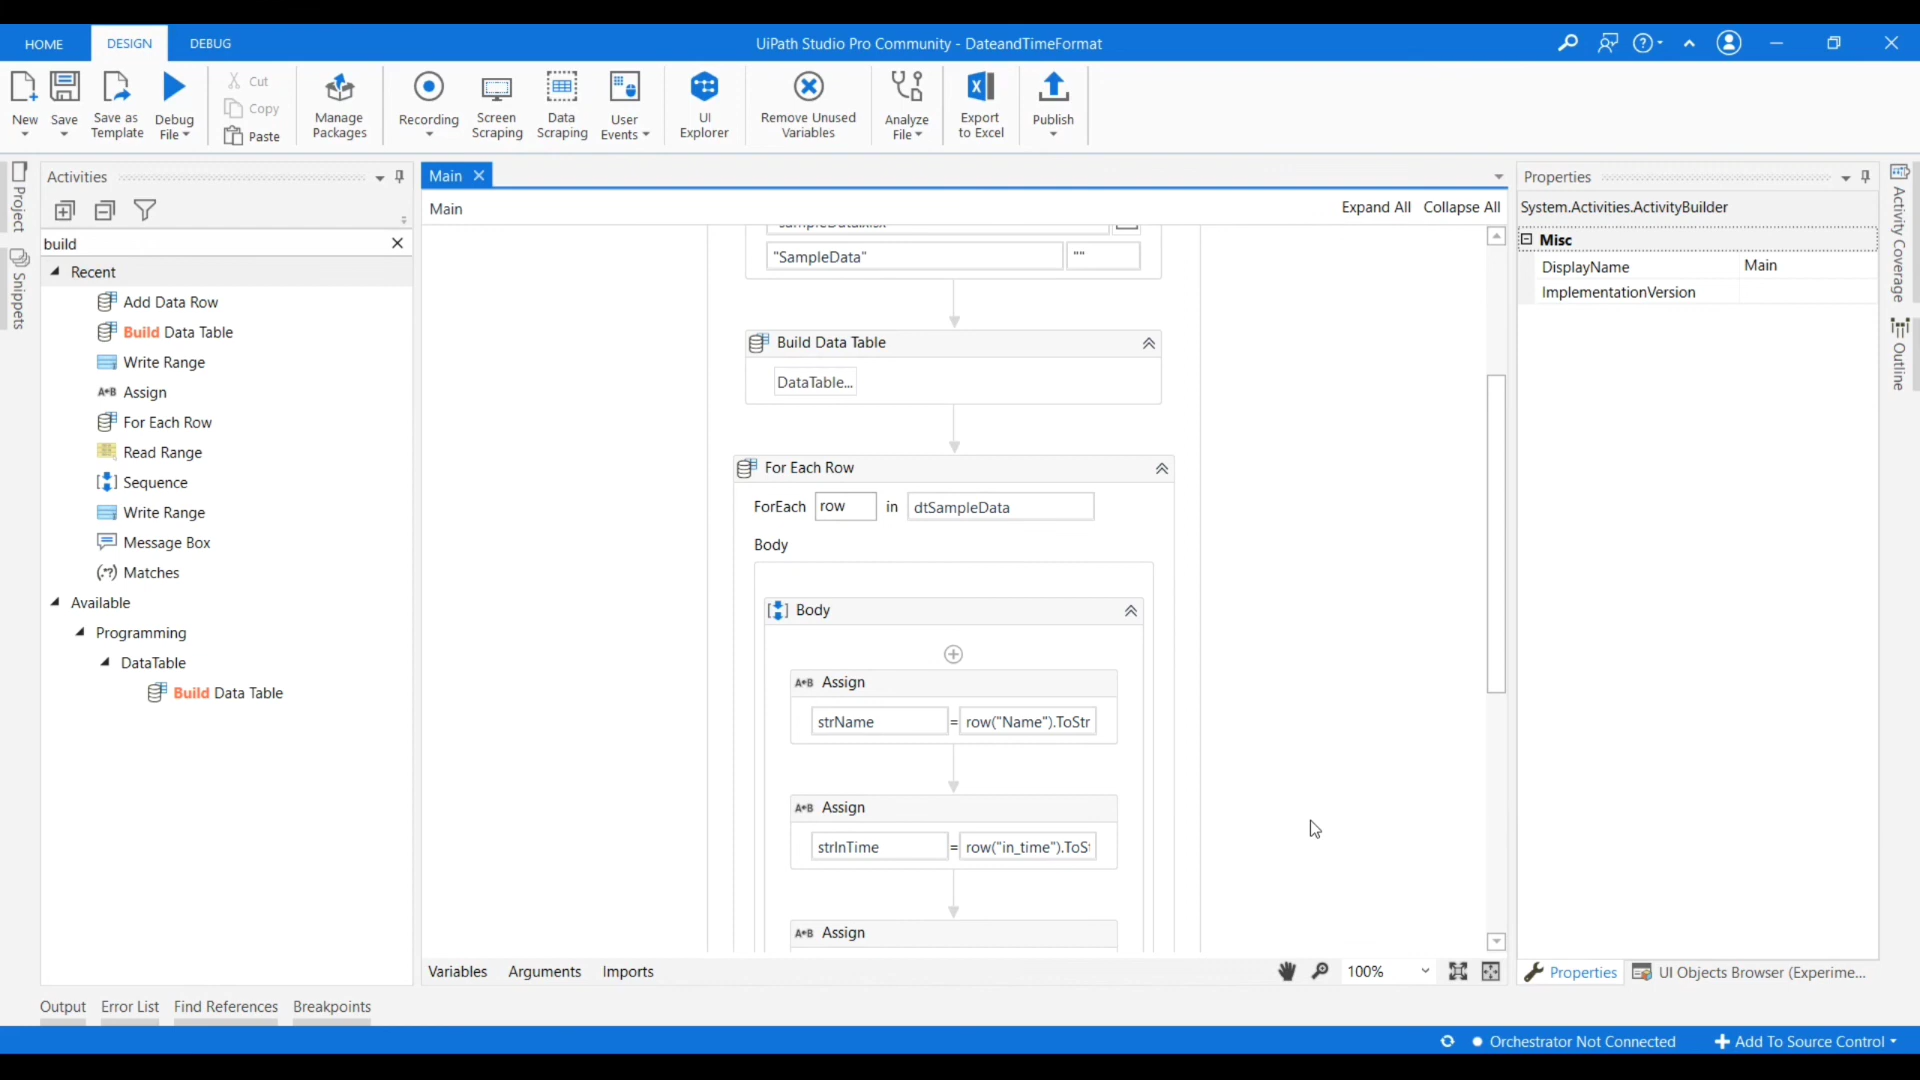 HOME
DESIGN
DEBUG
UiPath Studio Pro Community - DateandTimeFormat
New
Save
Save as
Template
Debug
File
Cut
Copy
Paste
Manage
Packages
Recording
Screen
Scraping
Data
Scraping
User
Events
UI
Explorer
Remove Unused
Variables
Analyze
File
Export
to Excel
Publish
Project
Snippets
Activities
build
Recent
Add Data Row
Build Data Table
Write Range
A+B Assign
For Each Row
Read Range
Sequence
Write Range
Message Box
(.*?) Matches
Available
Programming
DataTable
Build Data Table
Main
Main
Expand All
Collapse All
"SampleData"
""
Build Data Table
DataTable...
For Each Row
ForEach
row
in
dtSampleData
Body
Body
A+B Assign
strName
=
row("Name").ToStr
A+B Assign
strInTime
=
row("in_time").ToS
A+B Assign
Variables
Arguments
Imports
100%
Properties
System.Activities.ActivityBuilder
Misc
DisplayName
Main
ImplementationVersion
Properties
UI Objects Browser (Experime...
Activity Coverage
Outline
Output
Error List
Find References
Breakpoints
Orchestrator Not Connected
Add To Source Control